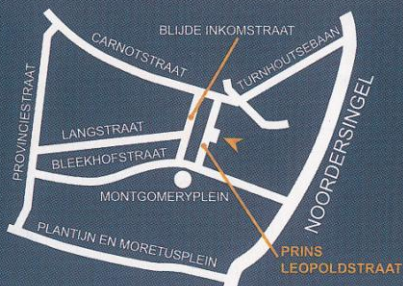 BLIJDE INKOMSTRAAT
CARNOTSTRAAT
TURNHOUTSEBAAN
PROVINCIESTRAAT
LANGSTRAAT
BLEEKHOFSTRAAT
NOORDERSINGEL
MONTGOMERYPLEIN
PLANTIJN EN MORETUSPLEIN
PRINS
LEOPOLDSTRAAT